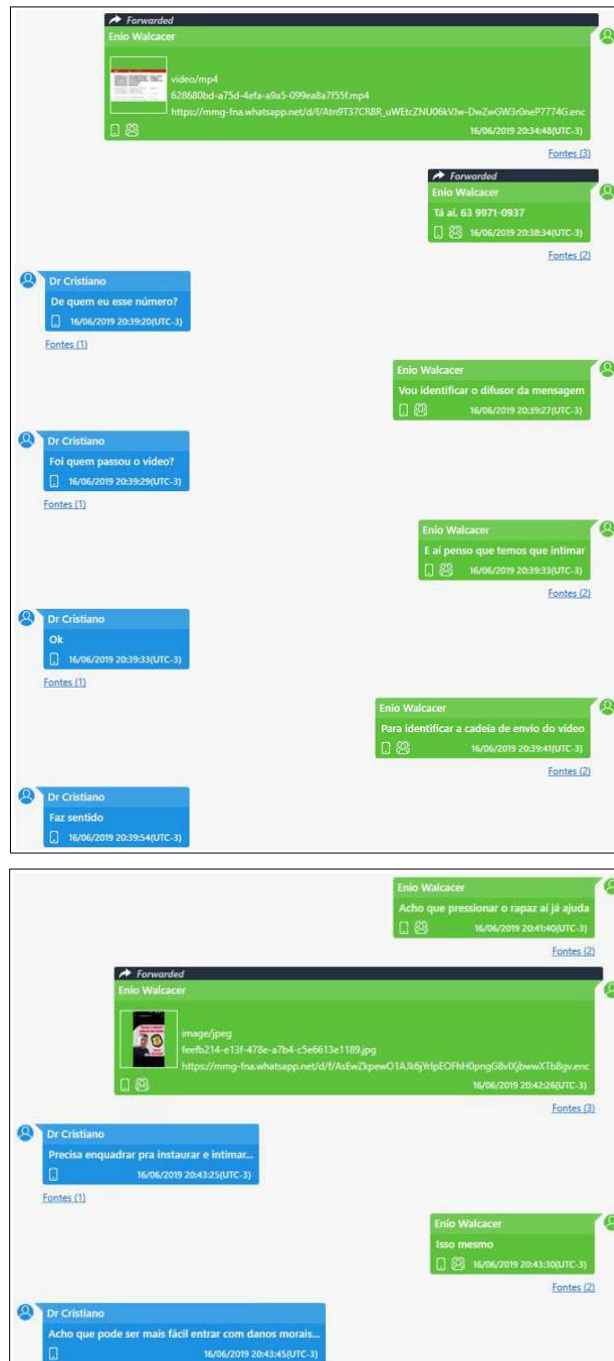 Forwarded
Enio Walcacer
video/mp4
628680bd-a75d-4efa-a9a5-099ea8a7f55f.mp4
https://mmg-fna.whatsapp.net/d/f/Atn9T37CR8R_uWEtcZNU06kVJw-DwZwGW3r0neP7774G.enc
16/06/2019 20:34:48(UTC-3)
Fontes (3)
Forwarded
Enio Walcacer
Tá aí, 63 9971-0937
16/06/2019 20:38:34(UTC-3)
Fontes (2)
Dr Cristiano
De quem eu esse número?
16/06/2019 20:39:20(UTC-3)
Fontes (1)
Enio Walcacer
Vou identificar o difusor da mensagem
16/06/2019 20:39:27(UTC-3)
Dr Cristiano
Foi quem passou o vídeo?
16/06/2019 20:39:29(UTC-3)
Fontes (1)
Enio Walcacer
E aí penso que temos que intimar
16/06/2019 20:39:33(UTC-3)
Fontes (2)
Dr Cristiano
Ok
16/06/2019 20:39:33(UTC-3)
Fontes (1)
Enio Walcacer
Para identificar a cadeia de envio do vídeo
16/06/2019 20:39:41(UTC-3)
Fontes (2)
Dr Cristiano
Faz sentido
16/06/2019 20:39:54(UTC-3)
Enio Walcacer
Acho que pressionar o rapaz aí já ajuda
16/06/2019 20:41:40(UTC-3)
Fontes (2)
Forwarded
Enio Walcacer
image/jpeg
feefb214-e13f-478e-a7b4-c5e6613e1189.jpg
16/06/2019 20:42:26(UTC-3)
Fontes (3)
Dr Cristiano
Precisa enquadrar pra instaurar e intimar...
16/06/2019 20:43:25(UTC-3)
Fontes (1)
Enio Walcacer
Isso mesmo
16/06/2019 20:43:30(UTC-3)
Fontes (2)
Dr Cristiano
Acho que pode ser mais fácil entrar com danos morais...
16/06/2019 20:43:45(UTC-3)